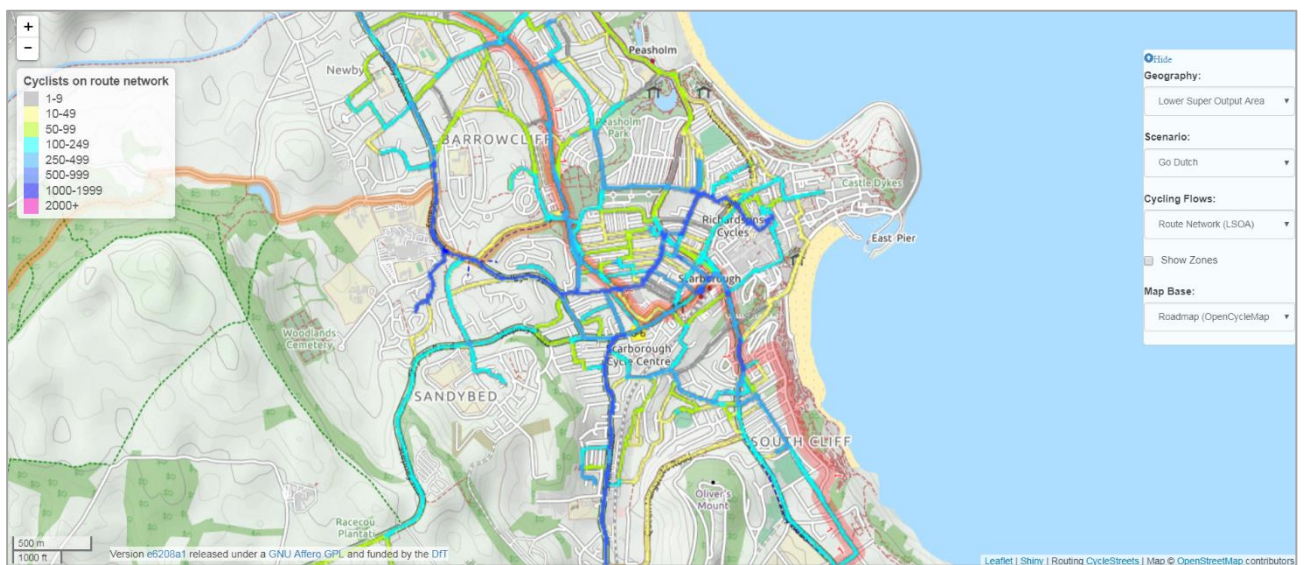 +
−
Cyclists on route network
1-9
10-49
50-99
100-249
250-499
500-999
1000-1999
2000+
Newby
Peasholm
BARROWCLIFF
Peasholm
Park
Castle Dykes
Richardsons
Cycles
East Pier
Scarborough
Woodlands
Cemetery
Scarborough
Cycle Centre
SANDYBED
SOUTH CLIFF
Oliver's
Mount
Racecou
Plantati
500 m
1000 ft
Version e6208a1 released under a GNU Affero GPL and funded by the DfT
Hide
Geography:
Lower Super Output Area
Scenario:
Go Dutch
Cycling Flows:
Route Network (LSOA)
Show Zones
Map Base:
Roadmap (OpenCycleMap
Leaflet | Shiny | Routing CycleStreets | Map © OpenStreetMap contributors